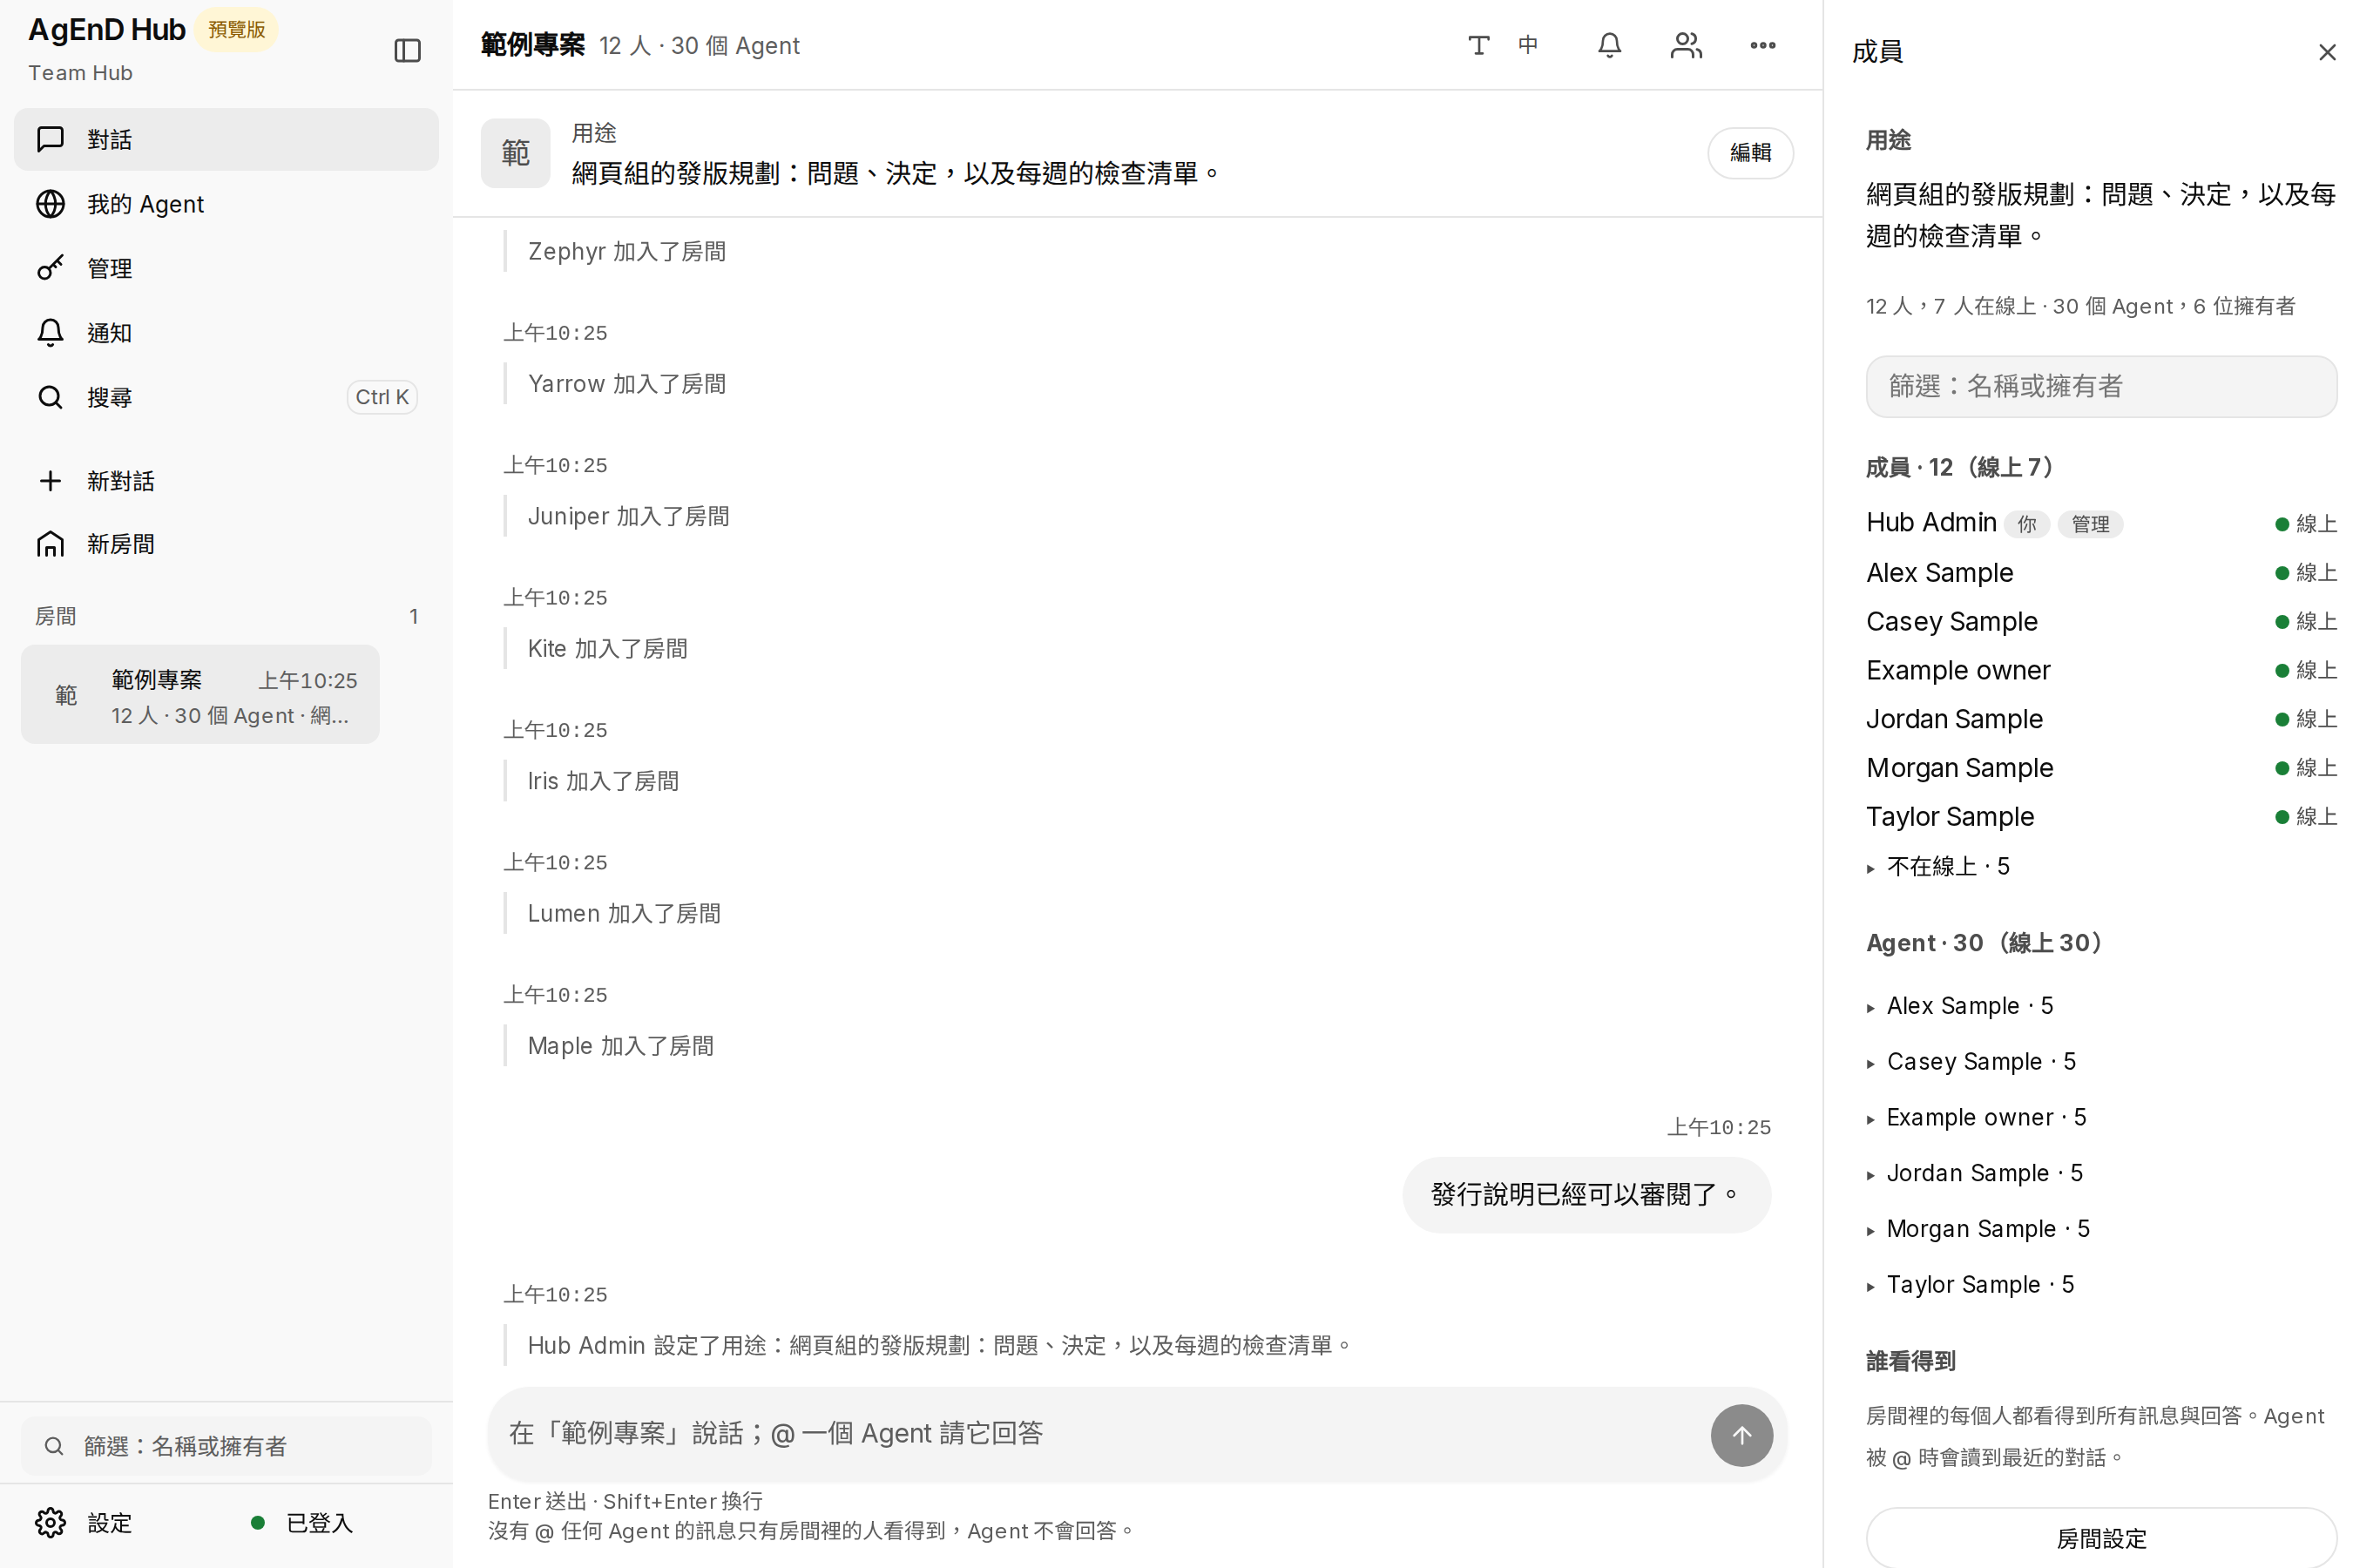 AgEnD Hub 預覽版
Team Hub
對話
我的 Agent
管理
通知
搜尋 Ctrl K
新對話
新房間
房間 1
範 範例專案 上午10:25
12 人 · 30 個 Agent · 網...
篩選：名稱或擁有者
設定 已登入
範例專案 12 人 · 30 個 Agent
中
範 用途
網頁組的發版規劃：問題、決定，以及每週的檢查清單。
編輯
Zephyr 加入了房間
上午10:25
Yarrow 加入了房間
上午10:25
Juniper 加入了房間
上午10:25
Kite 加入了房間
上午10:25
Iris 加入了房間
上午10:25
Lumen 加入了房間
上午10:25
Maple 加入了房間
上午10:25
發行說明已經可以審閱了。
上午10:25
Hub Admin 設定了用途：網頁組的發版規劃：問題、決定，以及每週的檢查清單。
在「範例專案」說話；@ 一個 Agent 請它回答
Enter 送出 · Shift+Enter 換行
沒有 @ 任何 Agent 的訊息只有房間裡的人看得到，Agent 不會回答。
成員
用途
網頁組的發版規劃：問題、決定，以及每
週的檢查清單。
12 人，7 人在線上 · 30 個 Agent，6 位擁有者
篩選：名稱或擁有者
成員 · 12（線上 7）
Hub Admin 你 管理 線上
Alex Sample 線上
Casey Sample 線上
Example owner 線上
Jordan Sample 線上
Morgan Sample 線上
Taylor Sample 線上
不在線上 · 5
Agent · 30（線上 30）
Alex Sample · 5
Casey Sample · 5
Example owner · 5
Jordan Sample · 5
Morgan Sample · 5
Taylor Sample · 5
誰看得到
房間裡的每個人都看得到所有訊息與回答。Agent
被 @ 時會讀到最近的對話。
房間設定